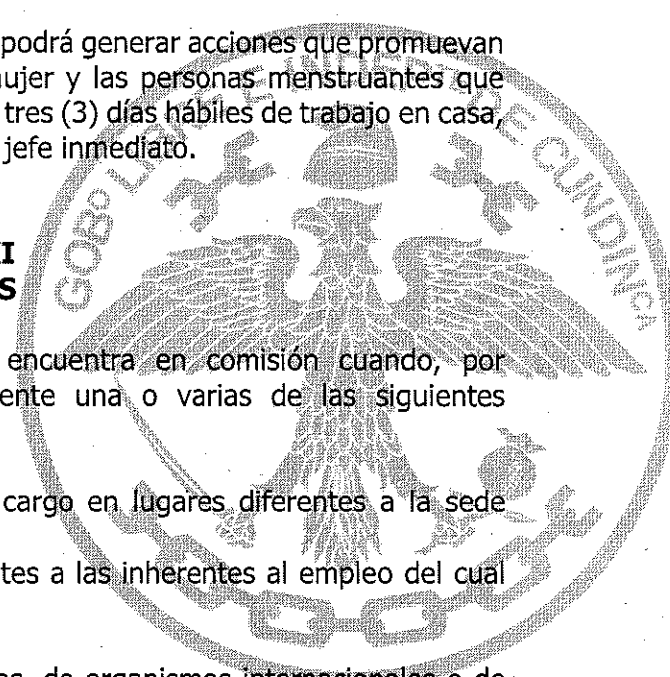 podrá generar acciones que promuevan
mujer y las personas menstruantes que
tres (3) días hábiles de trabajo en casa,
jefe inmediato.
I
S
encuentra en comisión cuando, por
ente una o varias de las siguientes
cargo en lugares diferentes a la sede
tes a las inherentes al empleo del cual
de organismos internacionales o de